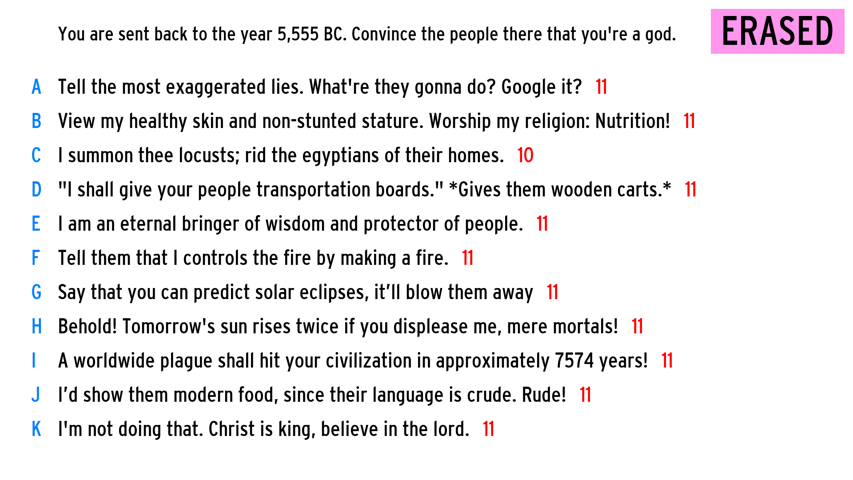 You are sent back to the year 5,555 BC. Convince the people there that you're a god.
ERASED
A Tell the most exaggerated lies. What're they gonna do? Google it? 11
B View my healthy skin and non-stunted stature. Worship my religion: Nutrition! 11
C I summon thee locusts; rid the egyptians of their homes. 10
D "I shall give your people transportation boards." *Gives them wooden carts.* 11
E I am an eternal bringer of wisdom and protector of people. 11
F Tell them that I controls the fire by making a fire. 11
G Say that you can predict solar eclipses, it’ll blow them away 11
H Behold! Tomorrow's sun rises twice if you displease me, mere mortals! 11
I A worldwide plague shall hit your civilization in approximately 7574 years! 11
J I’d show them modern food, since their language is crude. Rude! 11
K I'm not doing that. Christ is king, believe in the lord. 11